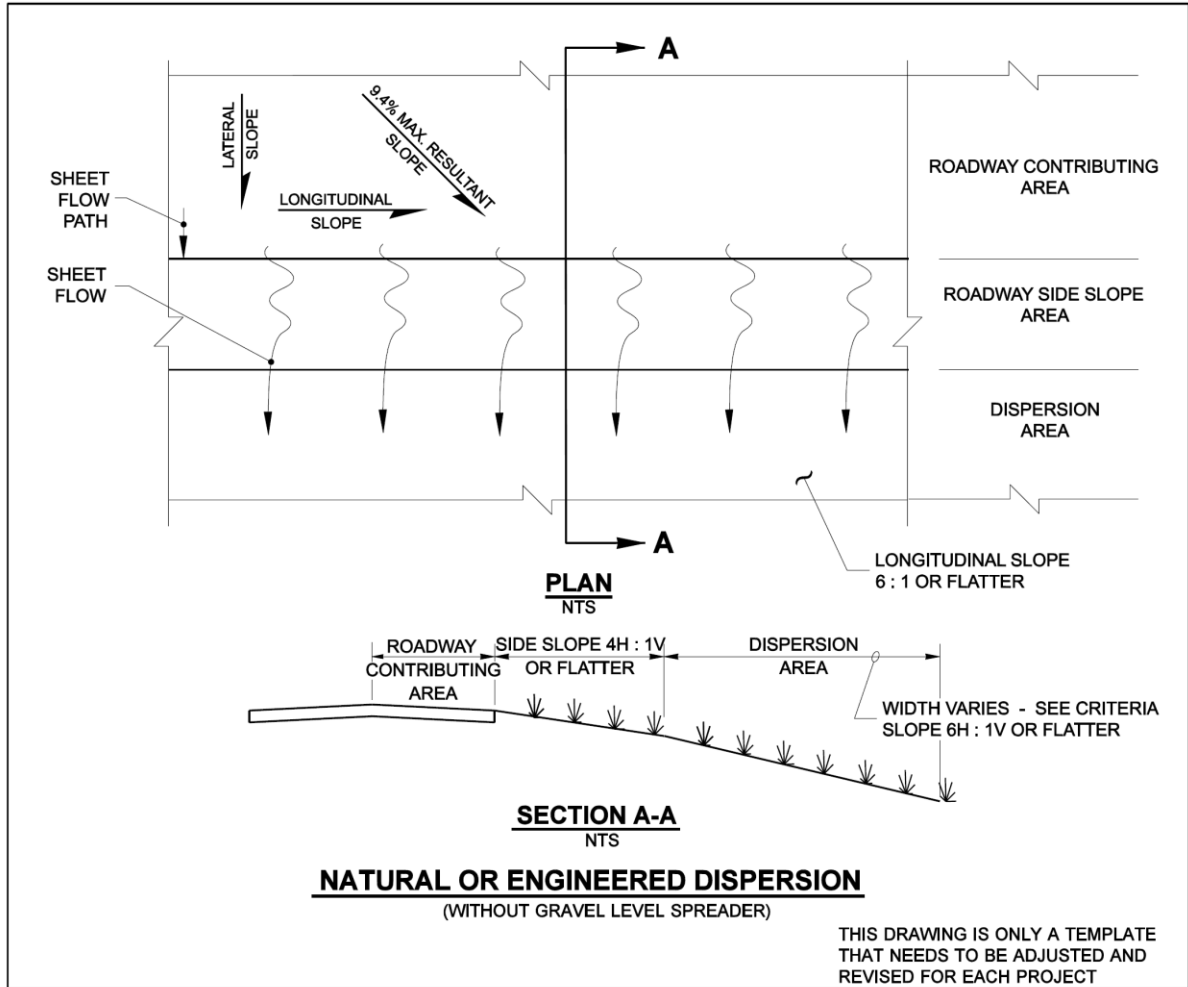 A
LATERAL
SLOPE
9.4% MAX. RESULTANT
SLOPE
LONGITUDINAL
SLOPE
SHEET
FLOW
PATH
SHEET
FLOW
ROADWAY CONTRIBUTING
AREA
ROADWAY SIDE SLOPE
AREA
DISPERSION
AREA
A
LONGITUDINAL SLOPE
6 : 1 OR FLATTER
PLAN
NTS
ROADWAY
CONTRIBUTING
AREA
SIDE SLOPE 4H : 1V
OR FLATTER
DISPERSION
AREA
WIDTH VARIES - SEE CRITERIA
SLOPE 6H : 1V OR FLATTER
SECTION A-A
NTS
NATURAL OR ENGINEERED DISPERSION
(WITHOUT GRAVEL LEVEL SPREADER)
THIS DRAWING IS ONLY A TEMPLATE
THAT NEEDS TO BE ADJUSTED AND
REVISED FOR EACH PROJECT